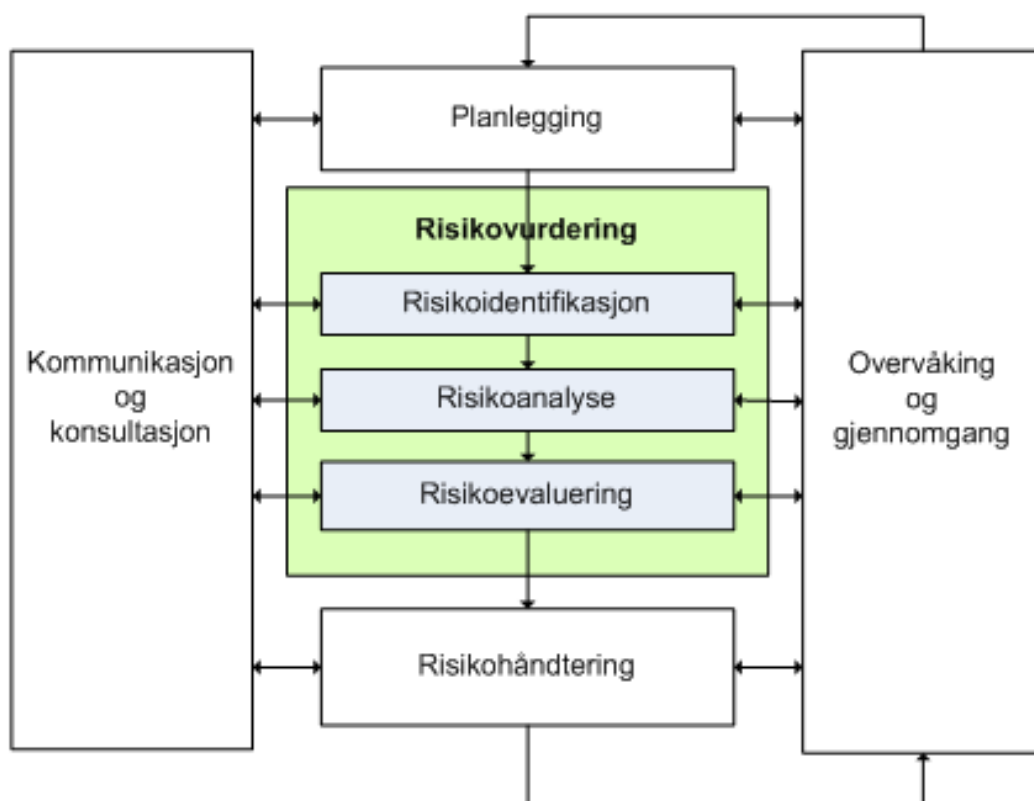 Planlegging
Risikovurdering
Risikoidentifikasjon
Risikoanalyse
Risikoevaluering
Risikohåndtering
Kommunikasjon
og
konsultasjon
Overvåking
og
gjennomgang